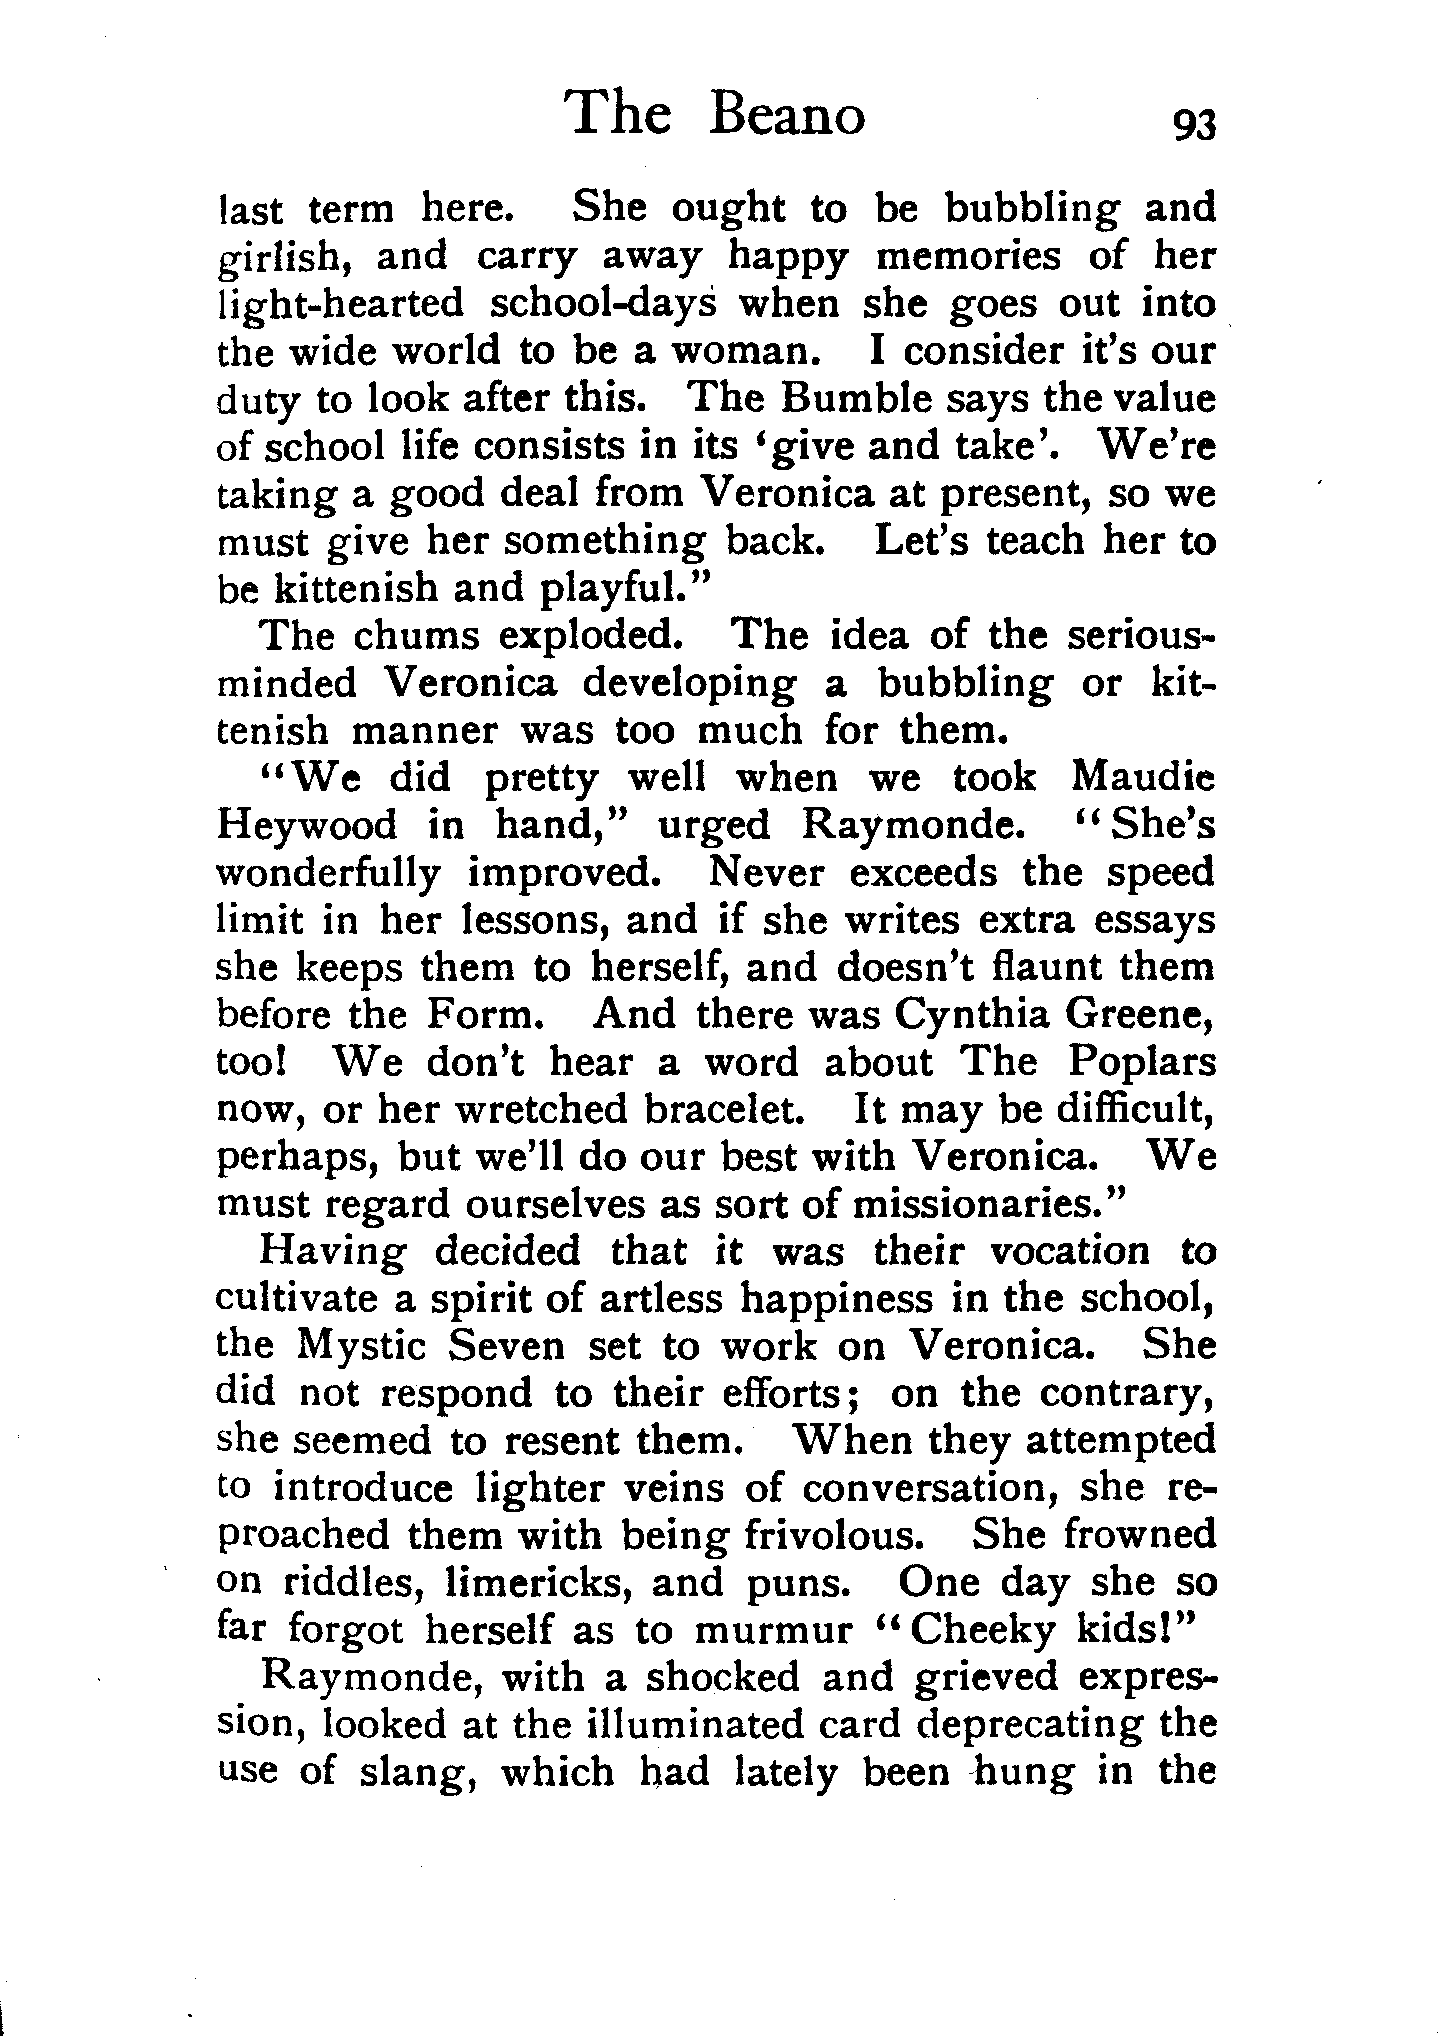 The Beano 93
last term here. She ought to be bubbling and
girlish, and carry away happy memories of her
light-hearted school-days when she goes out into
the wide world to be a woman. I consider it's our
duty to look after this. The Bumble says the value
of school life consists in its ‘give and take’. We're
taking a good deal from Veronica at present, so we
must give her something back. Let's teach her to
be kittenish and playful."
The chums exploded. The idea of the serious-
minded Veronica developing a bubbling or kit-
tenish manner was too much for them.
"We did pretty well when we took Maudie
Heywood in hand," urged Raymonde. "She's
wonderfully improved. Never exceeds the speed
limit in her lessons, and if she writes extra essays
she keeps them to herself, and doesn't flaunt them
before the Form. And there was Cynthia Greene,
too! We don't hear a word about The Poplars
now, or her wretched bracelet. It may be difficult,
perhaps, but we'll do our best with Veronica. We
must regard ourselves as sort of missionaries."
Having decided that it was their vocation to
cultivate a spirit of artless happiness in the school,
the Mystic Seven set to work on Veronica. She
did not respond to their efforts; on the contrary,
she seemed to resent them. When they attempted
to introduce lighter veins of conversation, she re-
proached them with being frivolous. She frowned
on riddles, limericks, and puns. One day she so
far forgot herself as to murmur "Cheeky kids!"
Raymonde, with a shocked and grieved expres-
sion, looked at the illuminated card deprecating the
use of slang, which had lately been hung in the